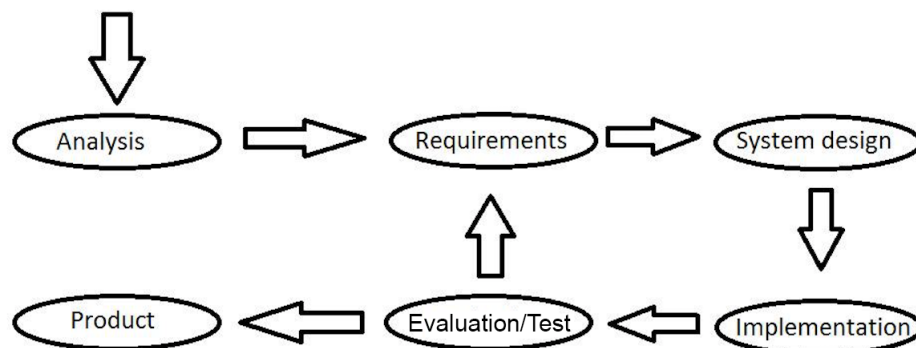 Analysis
Requirements
System design
Product
Evaluation/Test
Implementation